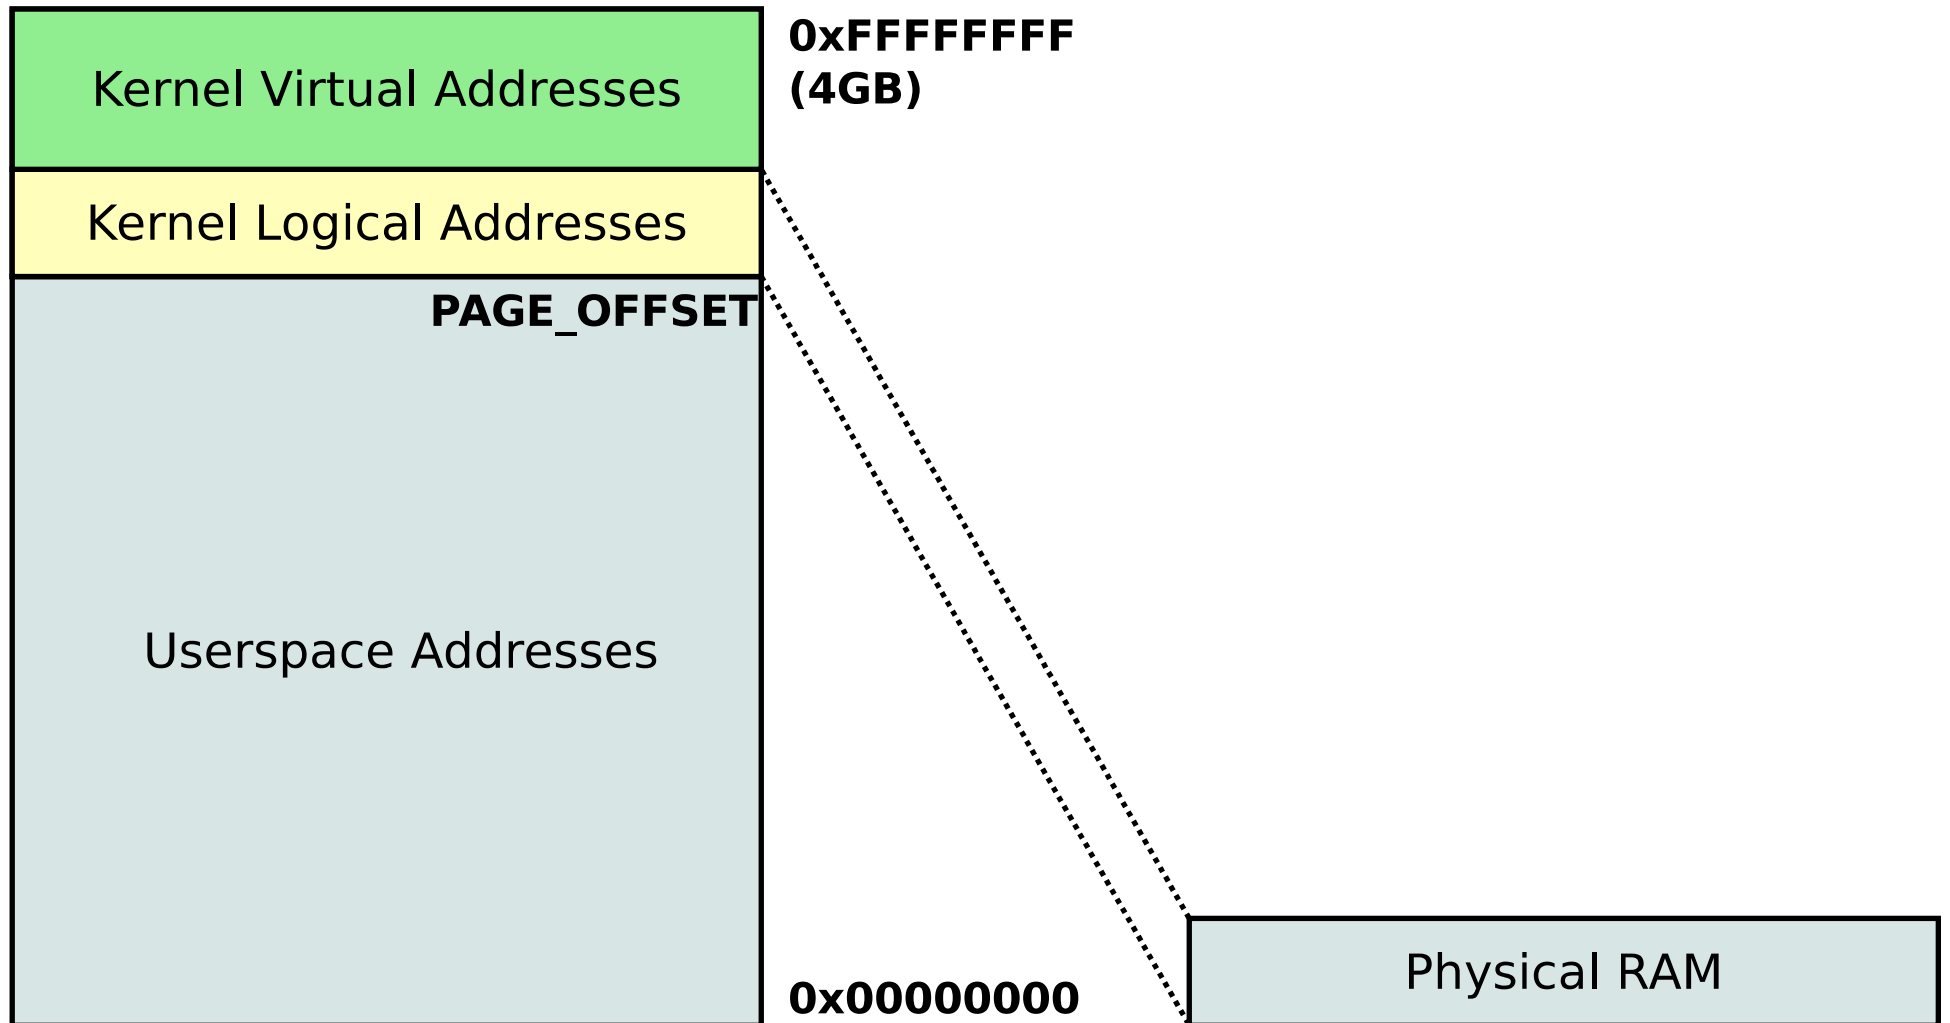 Kernel Virtual Addresses
0xFFFFFFFF
(4GB)
Kernel Logical Addresses
PAGE_OFFSET
Userspace Addresses
0x00000000
Physical RAM